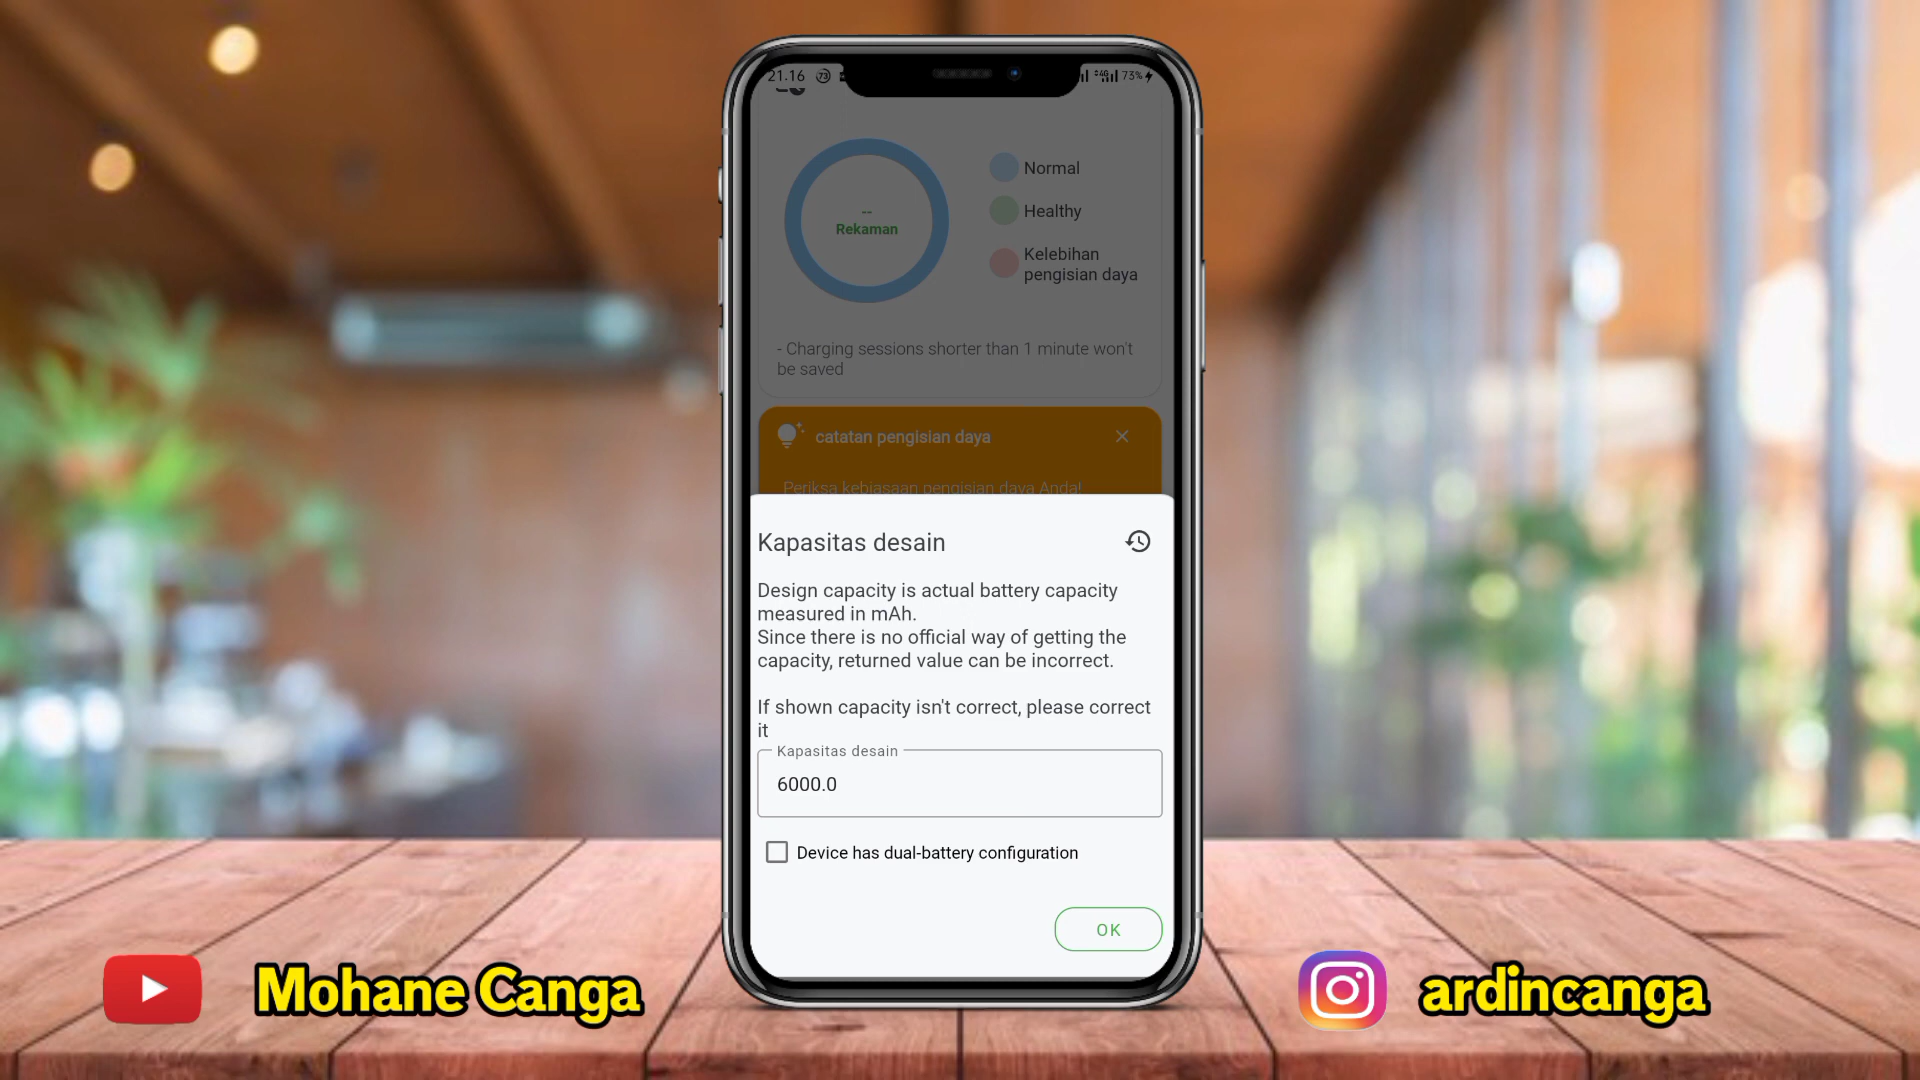 21.16 73 4G 73%
--
Rekaman
Normal
Healthy
Kelebihan
pengisian daya
- Charging sessions shorter than 1 minute won't
be saved
catatan pengisian daya
Periksa kebiasaan pengisian daya Anda!
Kapasitas desain
Design capacity is actual battery capacity
measured in mAh.
Since there is no official way of getting the
capacity, returned value can be incorrect.
If shown capacity isn't correct, please correct
it
Kapasitas desain
6000.0
Device has dual-battery configuration
OK
Mohane Canga
ardincanga